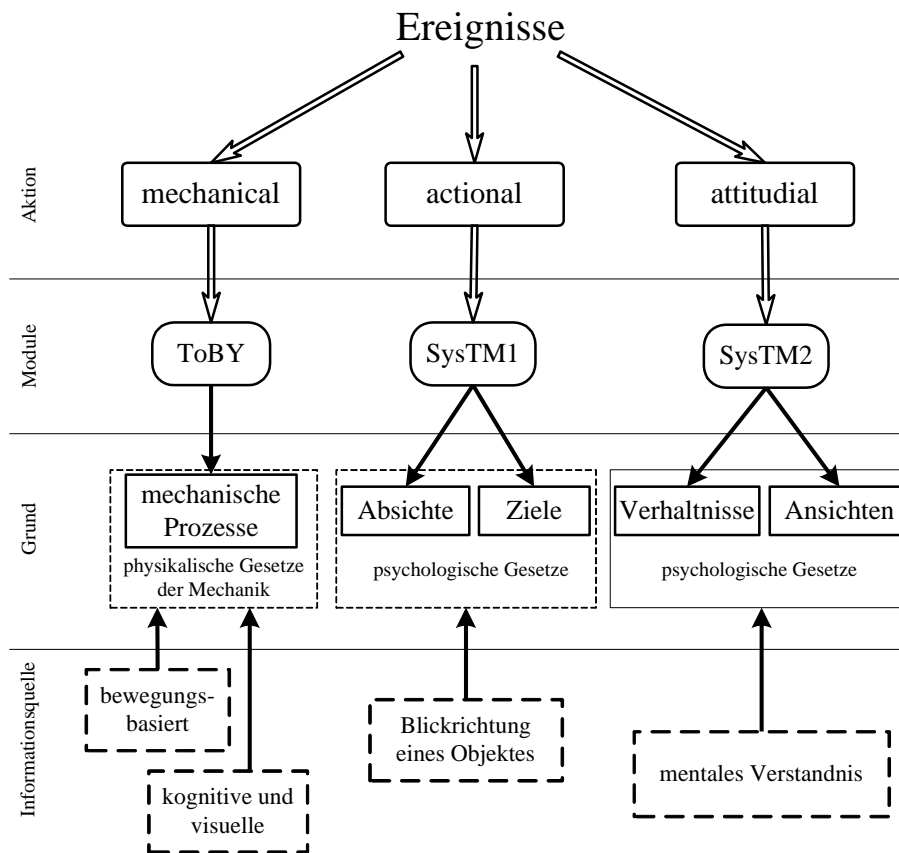 Ereignisse
Aktion
mechanical
actional
attitudial
Module
ToBY
SysTM1
SysTM2
Grund
mechanische
Prozesse
physikalische Gesetze
der Mechanik
Absichte
Ziele
psychologische Gesetze
Verhaltnisse
Ansichten
psychologische Gesetze
Informationsquelle
bewegungs-
basiert
kognitive und
visuelle
Blickrichtung
eines Objektes
mentales Verstandnis